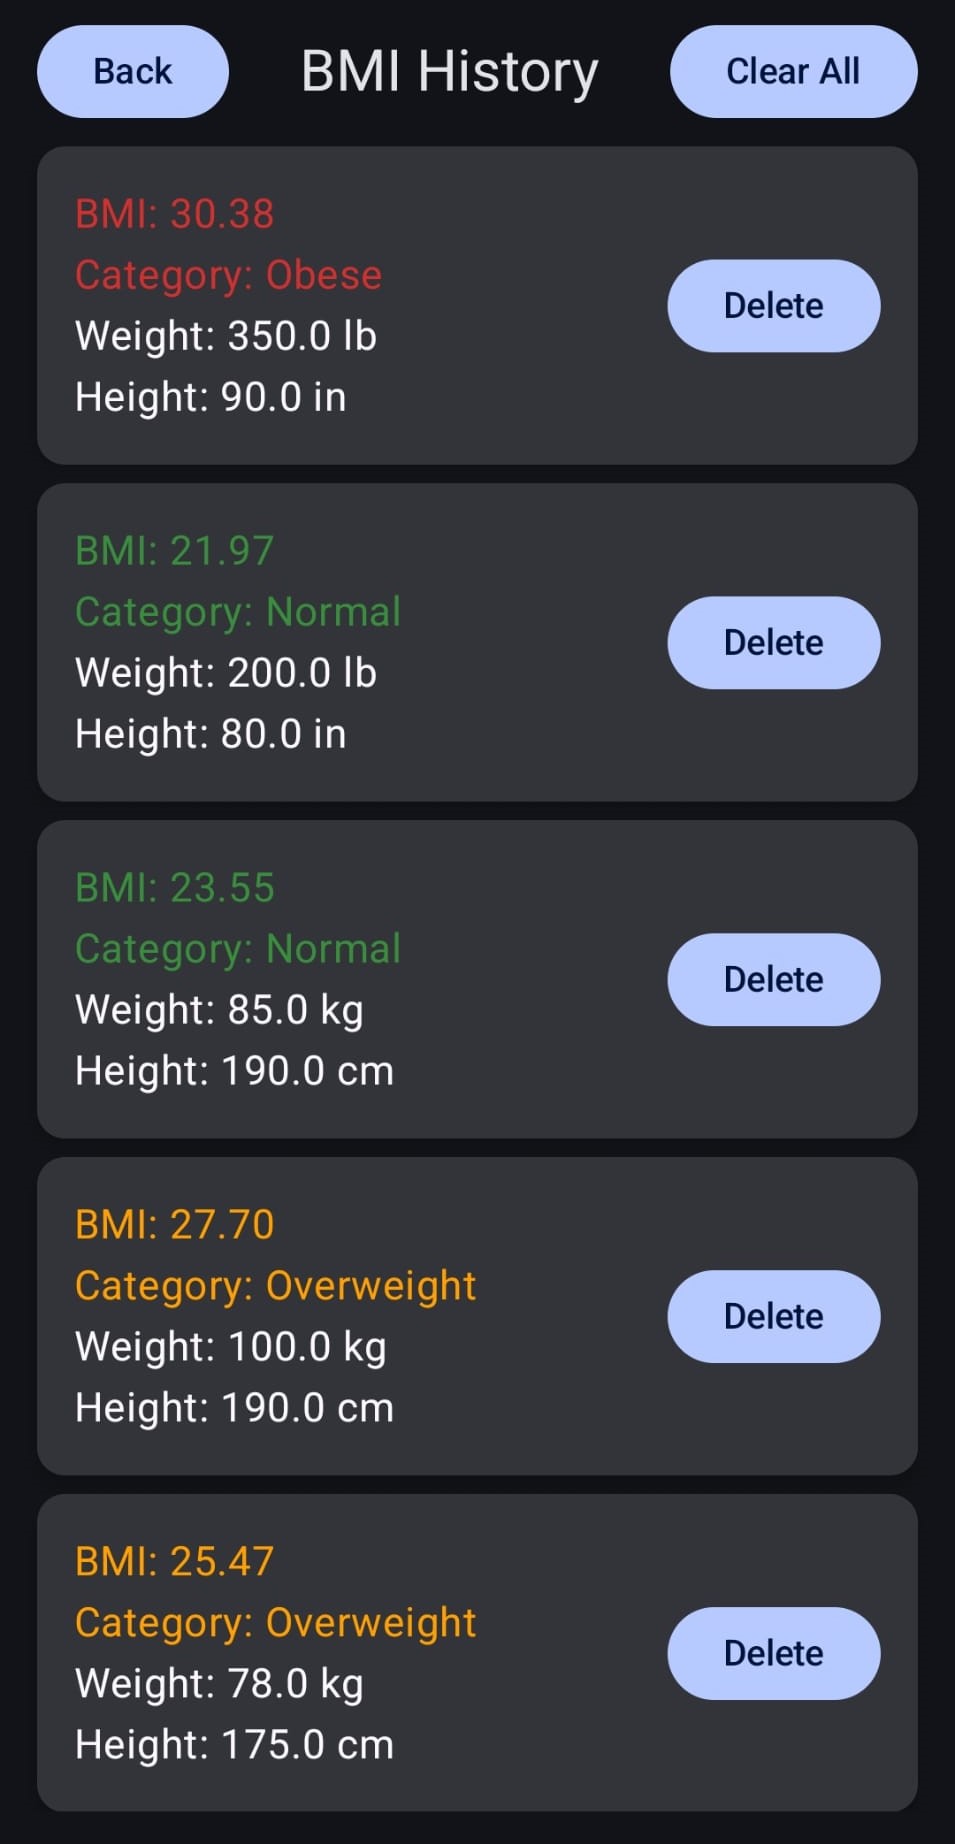 Back
BMI History
Clear All
BMI: 30.38
Category: Obese
Weight: 350.0 lb
Height: 90.0 in
Delete
BMI: 21.97
Category: Normal
Weight: 200.0 lb
Height: 80.0 in
Delete
BMI: 23.55
Category: Normal
Weight: 85.0 kg
Height: 190.0 cm
Delete
BMI: 27.70
Category: Overweight
Weight: 100.0 kg
Height: 190.0 cm
Delete
BMI: 25.47
Category: Overweight
Weight: 78.0 kg
Height: 175.0 cm
Delete